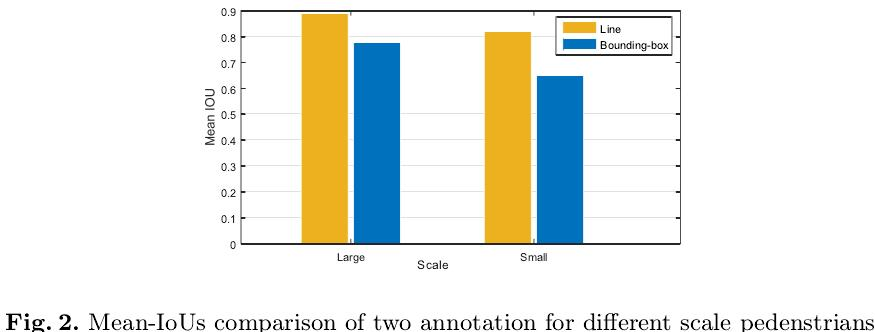 0.9
0.8
0.7
0.6
0.5
0.4
0.3
0.2
0.1
0
Mean IOU
Line
Bounding-box
Large
Small
Scale
Fig. 2. Mean-IoUs comparison of two annotation for different scale pedenstrians